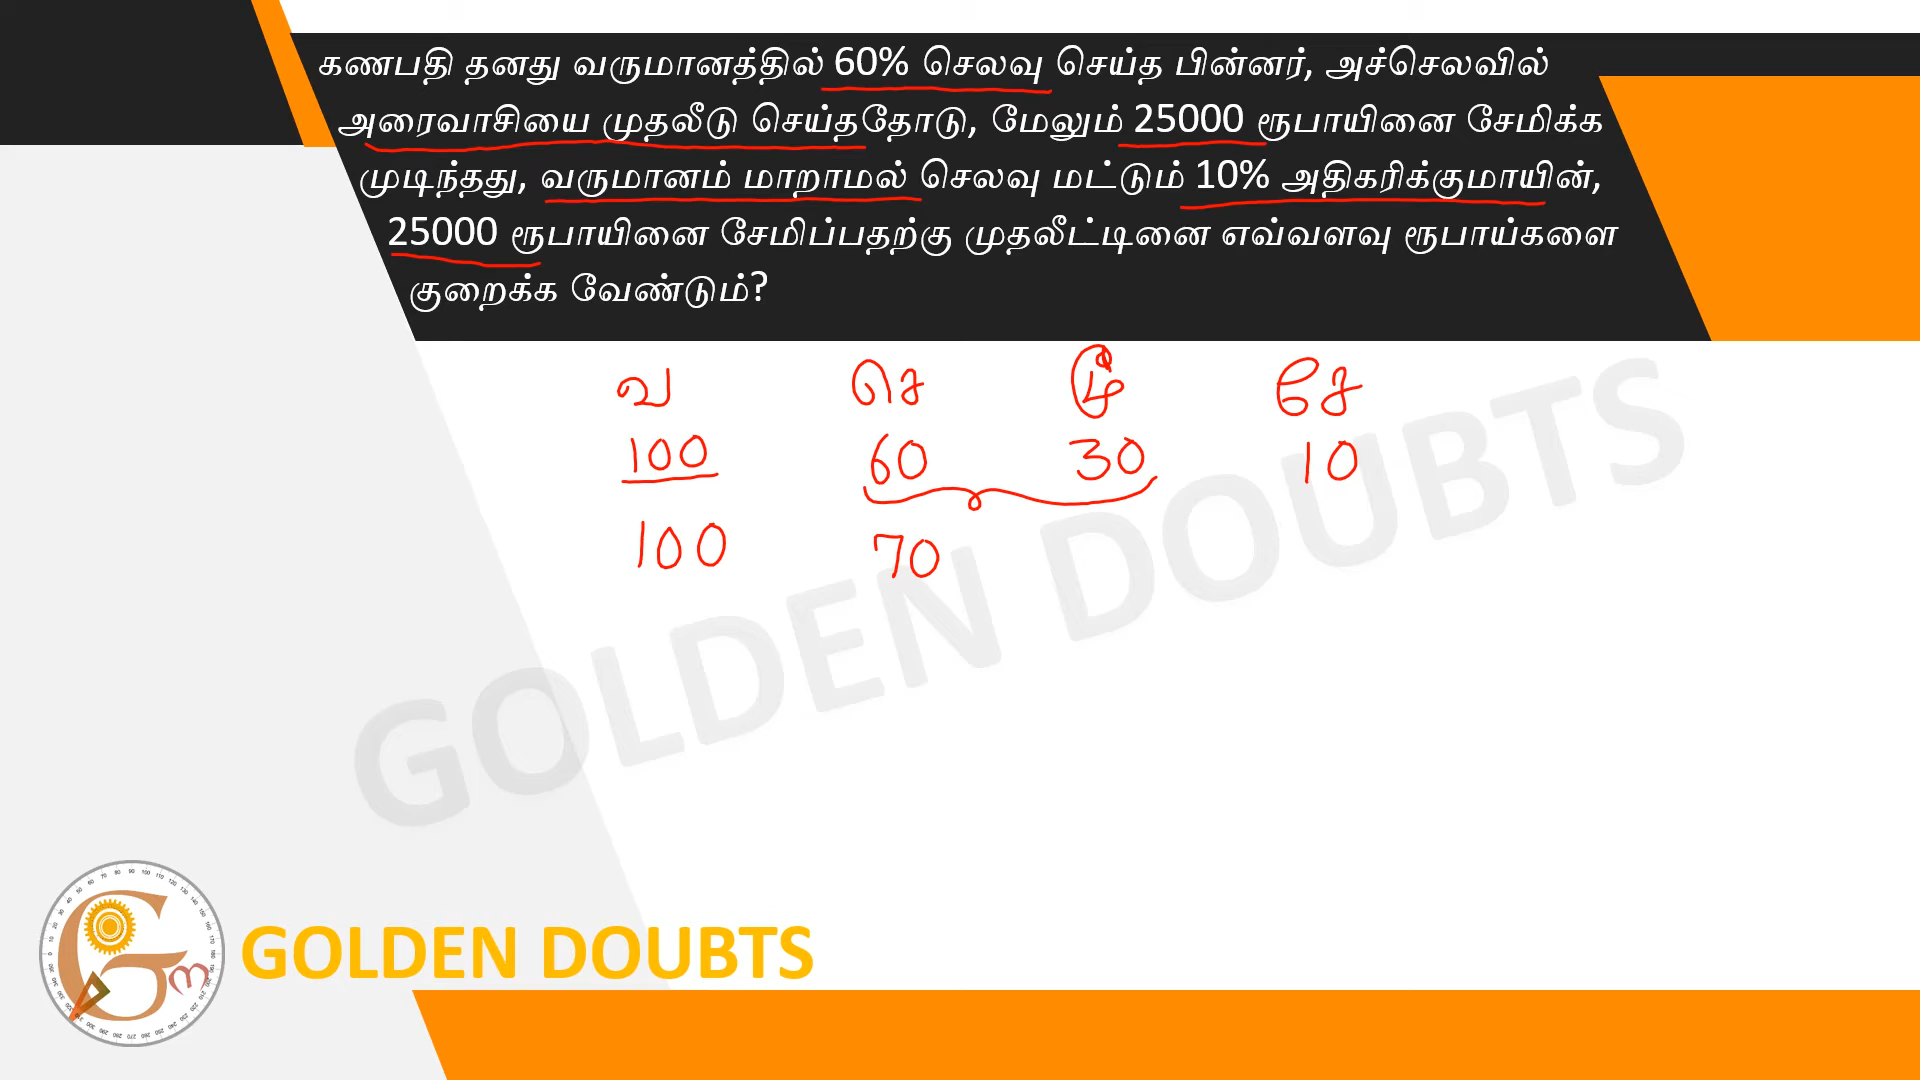 கணபதி தனது வருமானத்தில் 60% செலவு செய்த பின்னர், அச்செலவில்
அரைவாசியை முதலீடு செய்ததோடு, மேலும் 25000 ரூபாயினை சேமிக்க
முடிந்தது, வருமானம் மாறாமல் செலவு மட்டும் 10% அதிகரிக்குமாயின்,
25000 ரூபாயினை சேமிப்பதற்கு முதலீட்டினை எவ்வளவு ரூபாய்களை
குறைக்க வேண்டும்?
வ செ மு சே
100 60 30 10
100 70
GOLDEN DOUBTS
GOLDEN DOUBTS